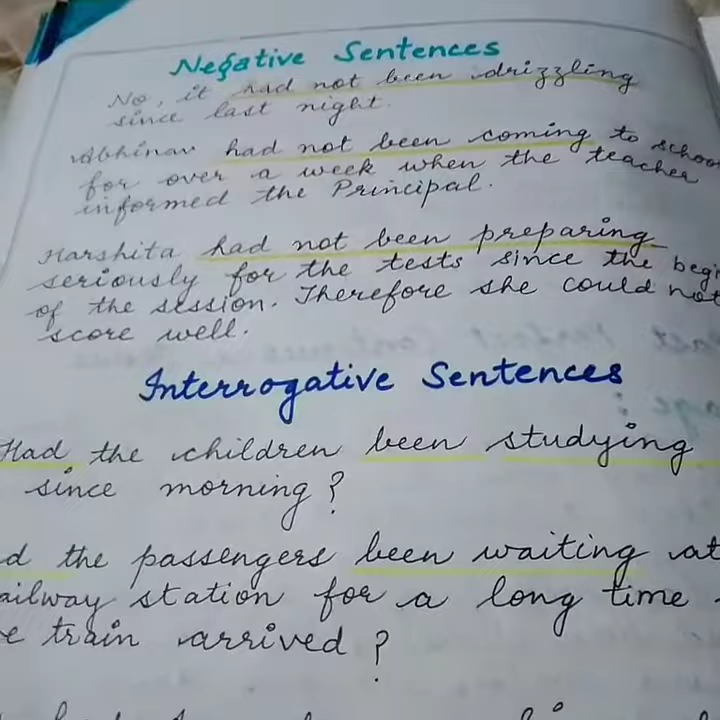 Negative Sentences
No, it had not been drizzling
since last night.
Abhinav had not been coming to schoo
for over a week when the teacher
informed the Principal.
Harshita had not been preparing
seriously for the tests since the begi
of the session. Therefore she could not
score well.
Interrogative Sentences
Had the children been studying
since morning?
d the passengers been waiting at
ailway station for a long time
e train arrived?